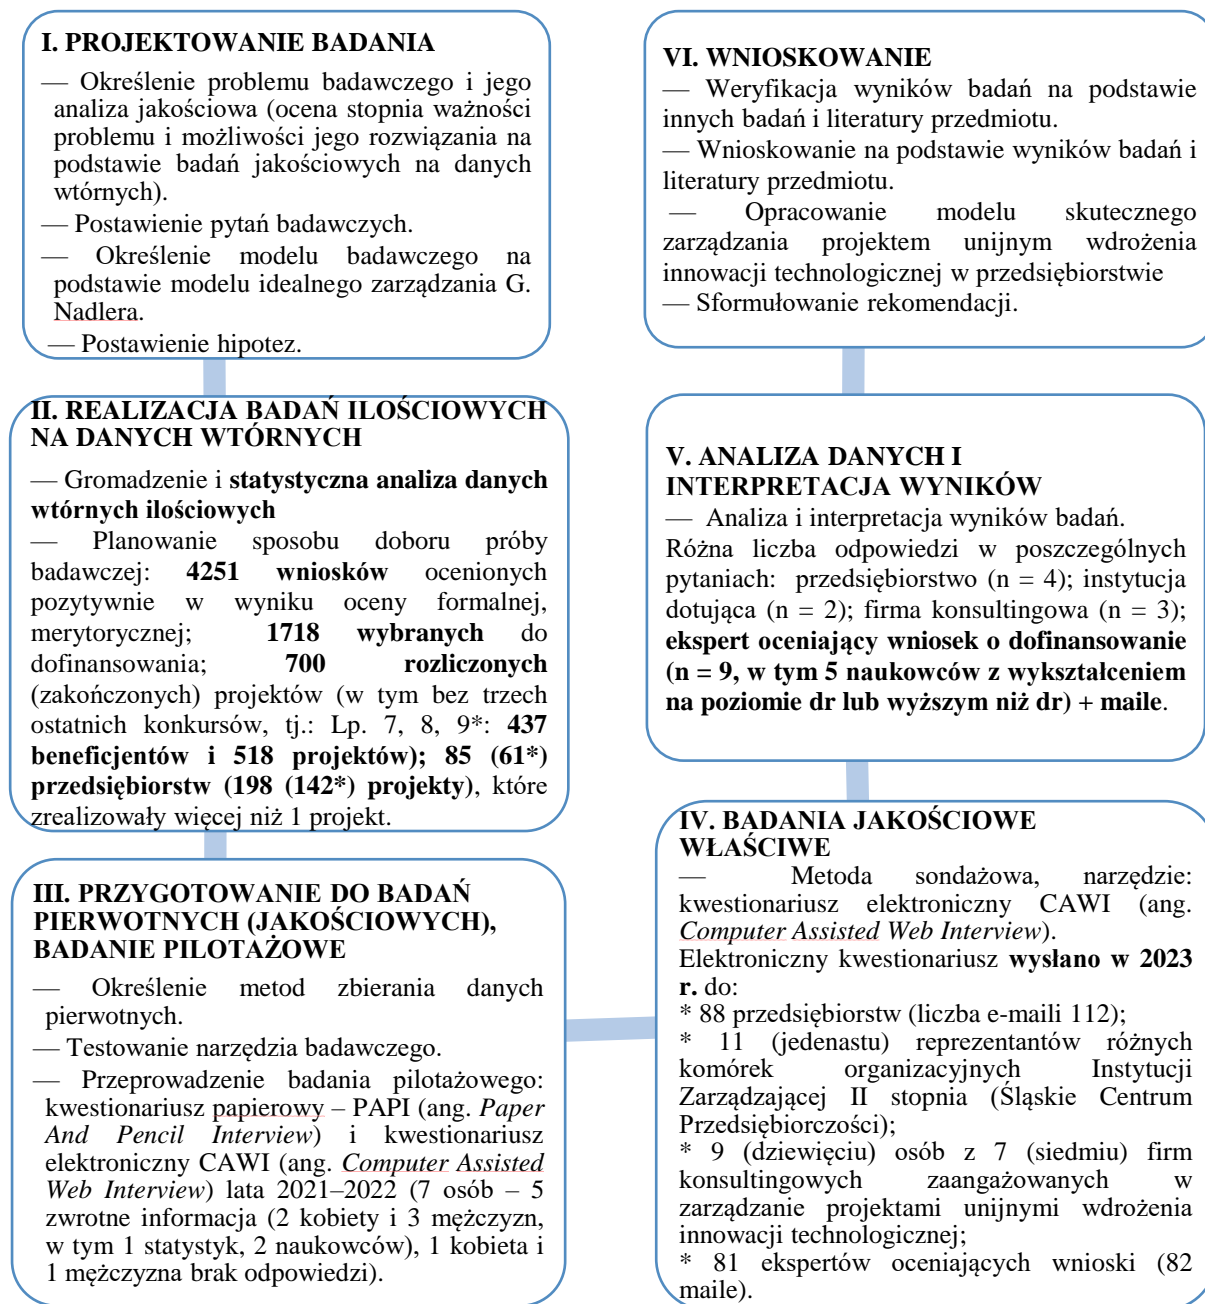 I. PROJEKTOWANIE BADANIA
— Określenie problemu badawczego i jego
analiza jakościowa (ocena stopnia ważności
problemu i możliwości jego rozwiązania na
podstawie badań jakościowych na danych
wtórnych).
— Postawienie pytań badawczych.
— Określenie modelu badawczego na
podstawie modelu idealnego zarządzania G.
Nadlera.
— Postawienie hipotez.
II. REALIZACJA BADAŃ ILOŚCIOWYCH
NA DANYCH WTÓRNYCH
— Gromadzenie i statystyczna analiza danych
wtórnych ilościowych
— Planowanie sposobu doboru próby
badawczej: 4251 wniosków ocenionych
pozytywnie w wyniku oceny formalnej,
merytorycznej; 1718 wybranych do
dofinansowania; 700 rozliczonych
(zakończonych) projektów (w tym bez trzech
ostatnich konkursów, tj.: Lp. 7, 8, 9*: 437
beneficjentów i 518 projektów); 85 (61*)
przedsiębiorstw (198 (142*) projekty), które
zrealizowały więcej niż 1 projekt.
III. PRZYGOTOWANIE DO BADAŃ
PIERWOTNYCH (JAKOŚCIOWYCH),
BADANIE PILOTAŻOWE
— Określenie metod zbierania danych
pierwotnych.
— Testowanie narzędzia badawczego.
— Przeprowadzenie badania pilotażowego:
kwestionariusz papierowy – PAPI (ang. Paper
And Pencil Interview) i kwestionariusz
elektroniczny CAWI (ang. Computer Assisted
Web Interview) lata 2021–2022 (7 osób – 5
zwrotne informacja (2 kobiety i 3 mężczyzn,
w tym 1 statystyk, 2 naukowców), 1 kobieta i
1 mężczyzna brak odpowiedzi).
IV. BADANIA JAKOŚCIOWE
WŁAŚCIWE
— Metoda sondażowa, narzędzie:
kwestionariusz elektroniczny CAWI (ang.
Computer Assisted Web Interview).
Elektroniczny kwestionariusz wysłano w 2023
r. do:
* 88 przedsiębiorstw (liczba e-maili 112);
* 11 (jedenastu) reprezentantów różnych
komórek organizacyjnych Instytucji
Zarządzającej II stopnia (Śląskie Centrum
Przedsiębiorczości);
* 9 (dziewięciu) osób z 7 (siedmiu) firm
konsultingowych zaangażowanych w
zarządzanie projektami unijnymi wdrożenia
innowacji technologicznej;
* 81 ekspertów oceniających wnioski (82
maile).
V. ANALIZA DANYCH I
INTERPRETACJA WYNIKÓW
— Analiza i interpretacja wyników badań.
Różna liczba odpowiedzi w poszczególnych
pytaniach: przedsiębiorstwo (n = 4); instytucja
dotująca (n = 2); firma konsultingowa (n = 3);
ekspert oceniający wniosek o dofinansowanie
(n = 9, w tym 5 naukowców z wykształceniem
na poziomie dr lub wyższym niż dr) + maile.
VI. WNIOSKOWANIE
— Weryfikacja wyników badań na podstawie
innych badań i literatury przedmiotu.
— Wnioskowanie na podstawie wyników badań i
literatury przedmiotu.
— Opracowanie modelu skutecznego
zarządzania projektem unijnym wdrożenia
innowacji technologicznej w przedsiębiorstwie
— Sformułowanie rekomendacji.